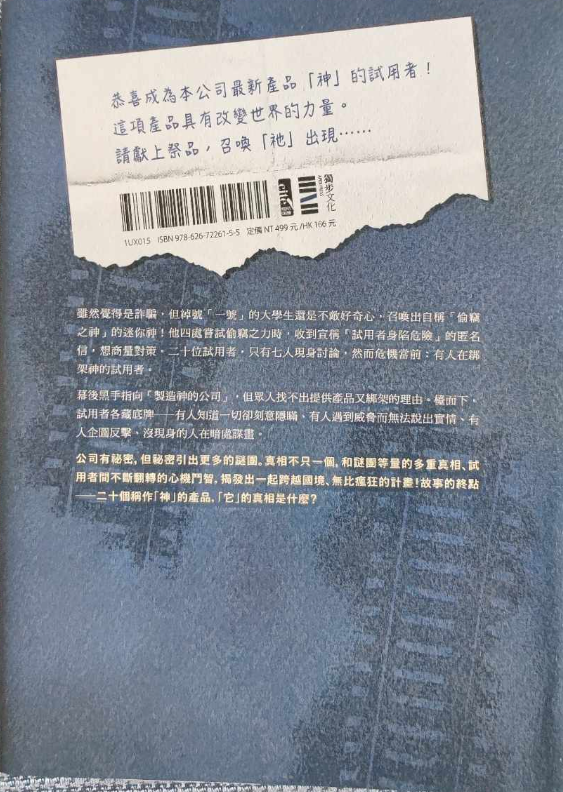 恭喜成為本公司最新產品「神」的試用者！
這項產品具有改變世界的力量。
請獻上祭品，召喚「祂」出現……
cité
獨步文化
1UX015 ISBN 978-626-72261-5-5 定價 NT 499 元 /HK 166 元
雖然覺得是詐騙，但綽號「一號」的大學生還是不敵好奇心，召喚出自稱「偷竊
之神」的迷你神！他四處嘗試偷竊之力時，收到宣稱「試用者身陷危險」的匿名
信，想商量對策。二十位試用者，只有七人現身討論，然而危機當前：有人在綁
架神的試用者。
幕後黑手指向「製造神的公司」，但眾人找不出提供產品又綁架的理由。檯面下，
試用者各藏底牌——有人知道一切卻刻意隱瞞、有人遇到威脅而無法說出實情、有
人企圖反擊、沒現身的人在暗處謀畫。
公司有祕密，但祕密引出更多的謎團。真相不只一個，和謎團等量的多重真相、試
用者間不斷翻轉的心機鬥智，揭發出一起跨越國境、無比瘋狂的計畫！故事的終點
——二十個稱作「神」的產品，「它」的真相是什麼？